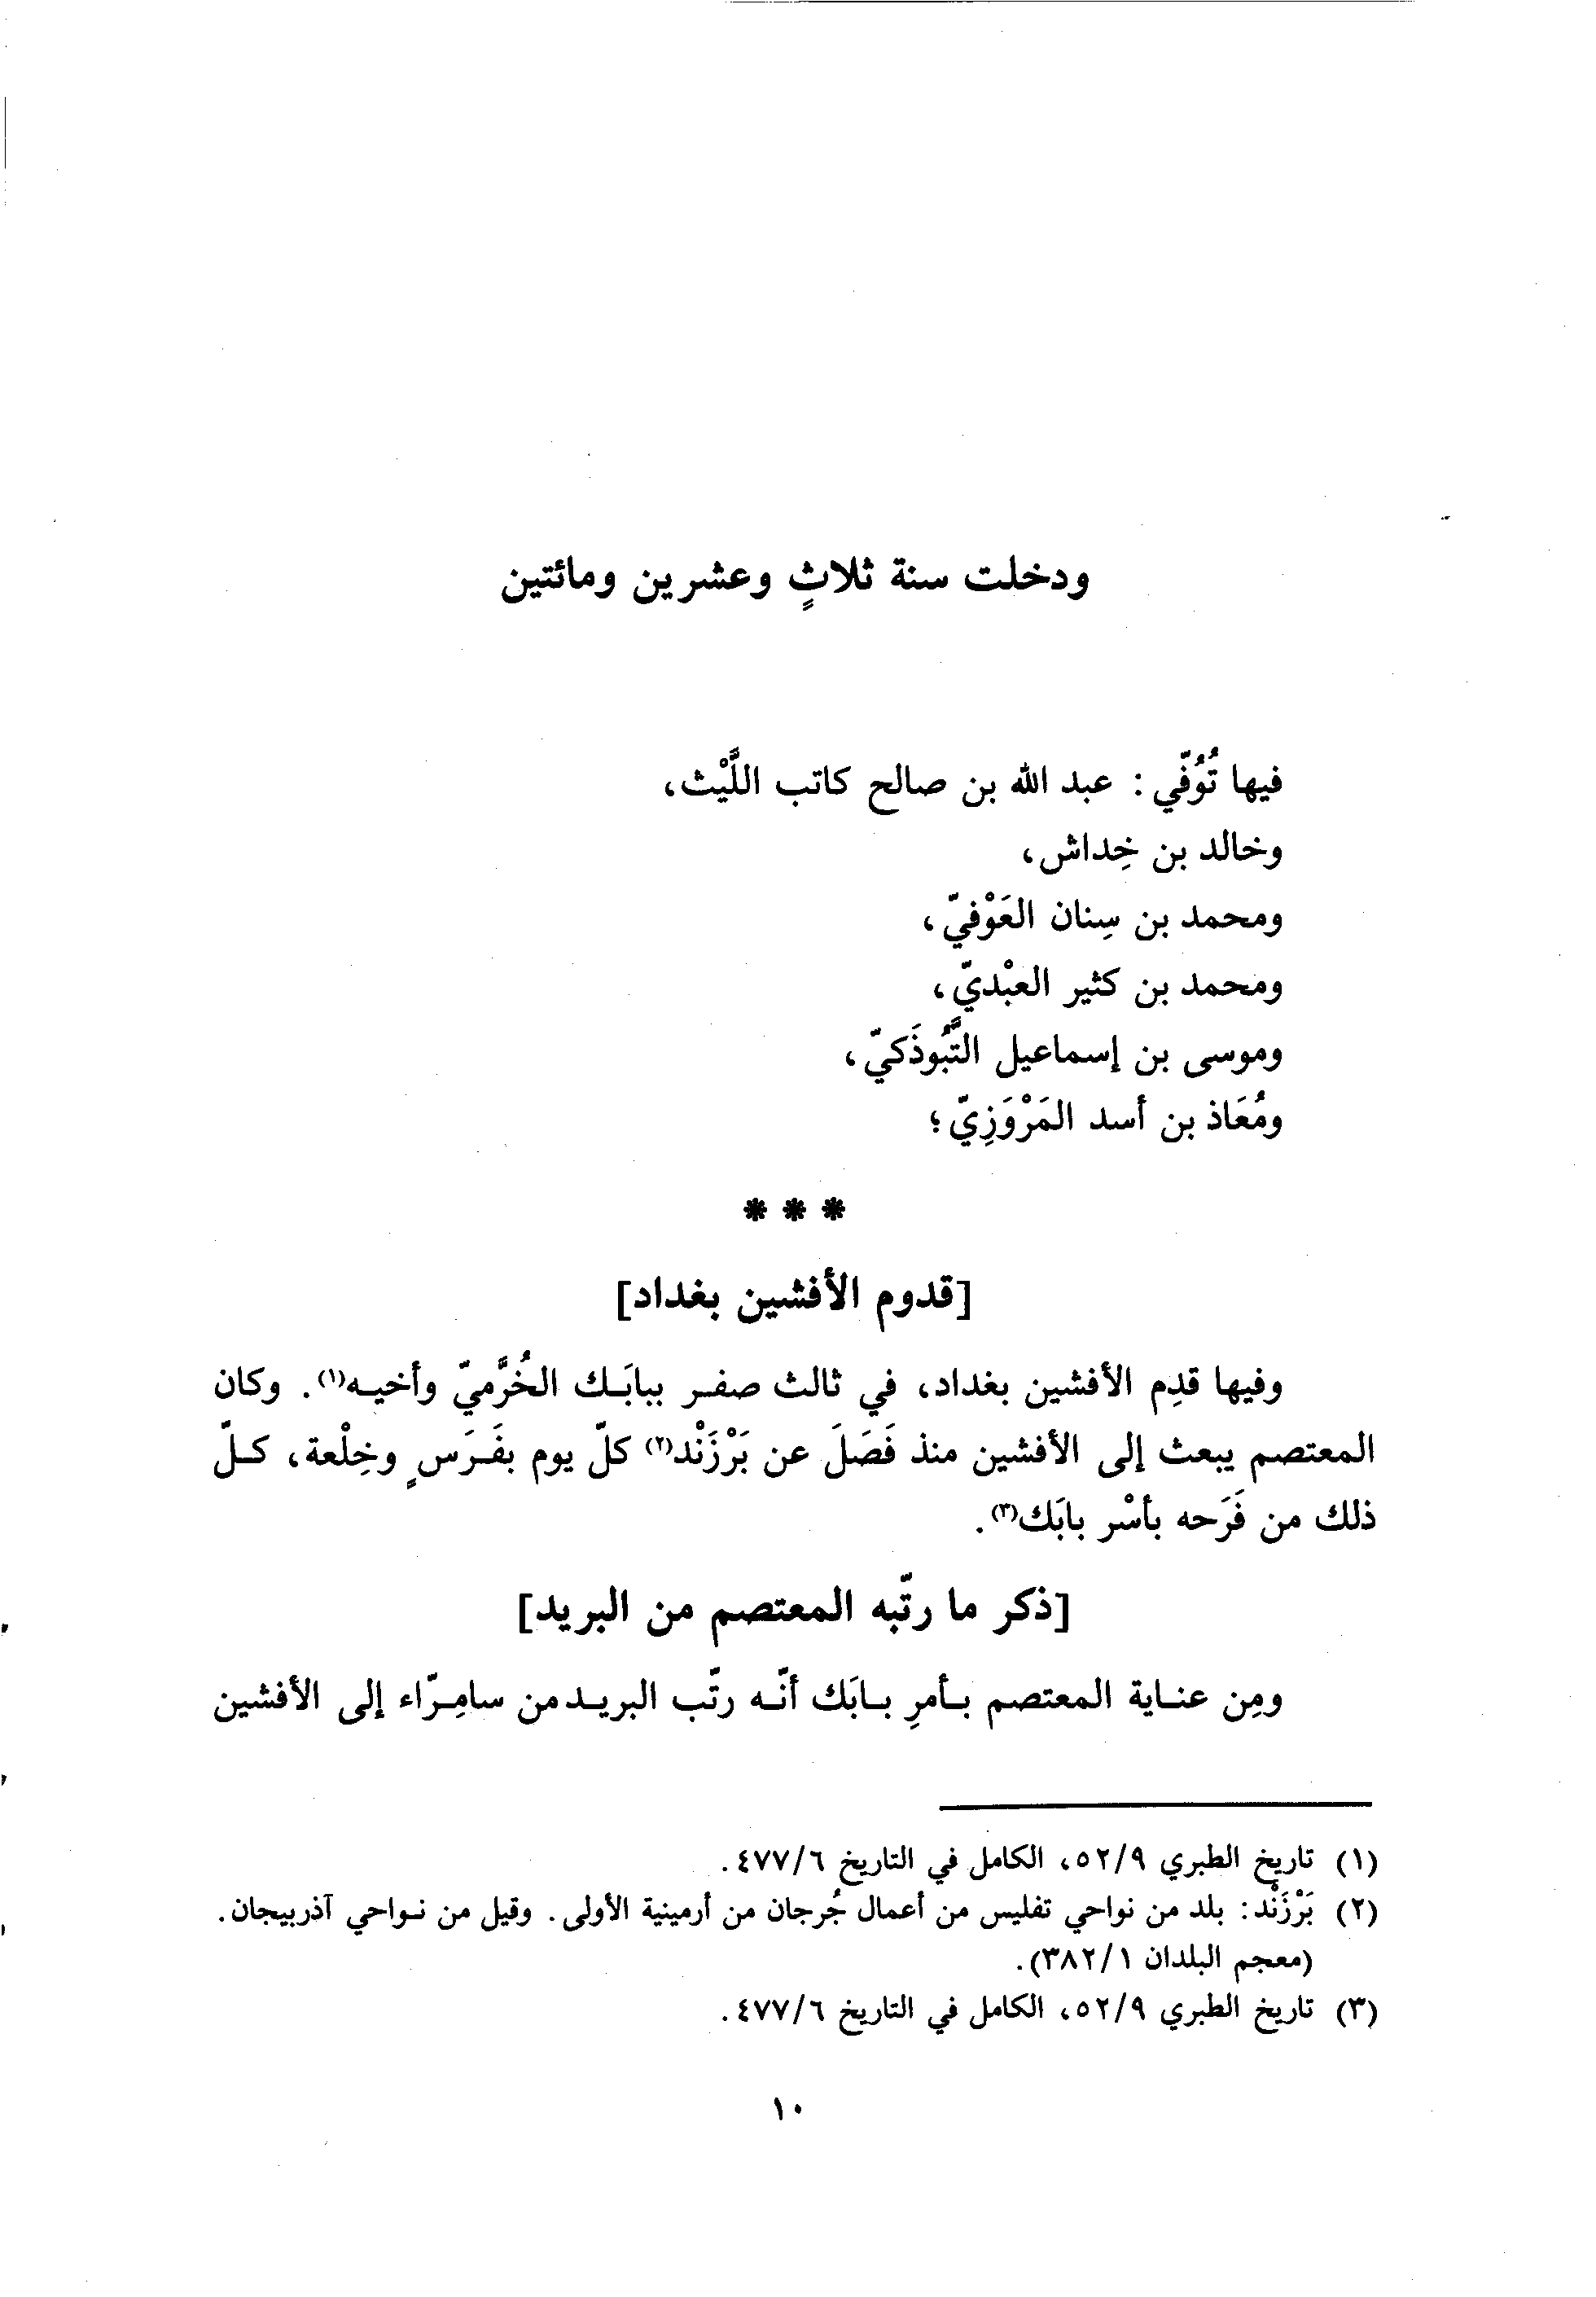 ودخلت سنة ثلاثٍ وعشرين ومائتين
فيها تُوُفّي : عبد الله بن صالح كاتب اللَّيْث،
وخالد بن خِداش،
ومحمد بن سِنان العَوْفيّ،
ومحمد بن كثير العبْديّ،
وموسى بن إسماعيل التَّبُوذَكيّ،
ومُعَاذ بن أسد المَرْوَزِيّ؛
* * *
[قدوم الأفشين بغداد]
وفيها قدِم الأفشين بغداد، في ثالث صفر ببابَك الخُرَّميّ وأخيه(١). وكان
المعتصم يبعث إلى الأفشين منذ فَصَلَ عن بَرْزَنْد(٢) كلّ يوم بفَرَسٍ وخِلْعة، كلّ
ذلك من فَرَحه بأسْر بابَك(٣).
[ذكر ما رتّبه المعتصم من البريد]
ومِن عناية المعتصم بأمرِ بابَك أنّه رتّب البريد من سامِرّاء إلى الأفشين
(١) تاريخ الطبري ٥٢/٩، الكامل في التاريخ ٤٧٧/٦.
(٢) بَرْزَنْد: بلد من نواحي تفليس من أعمال جُرجان من أرمينية الأولى. وقيل من نواحي آذربيجان.
(معجم البلدان ٣٨٢/١).
(٣) تاريخ الطبري ٥٢/٩، الكامل في التاريخ ٤٧٧/٦.
١٠